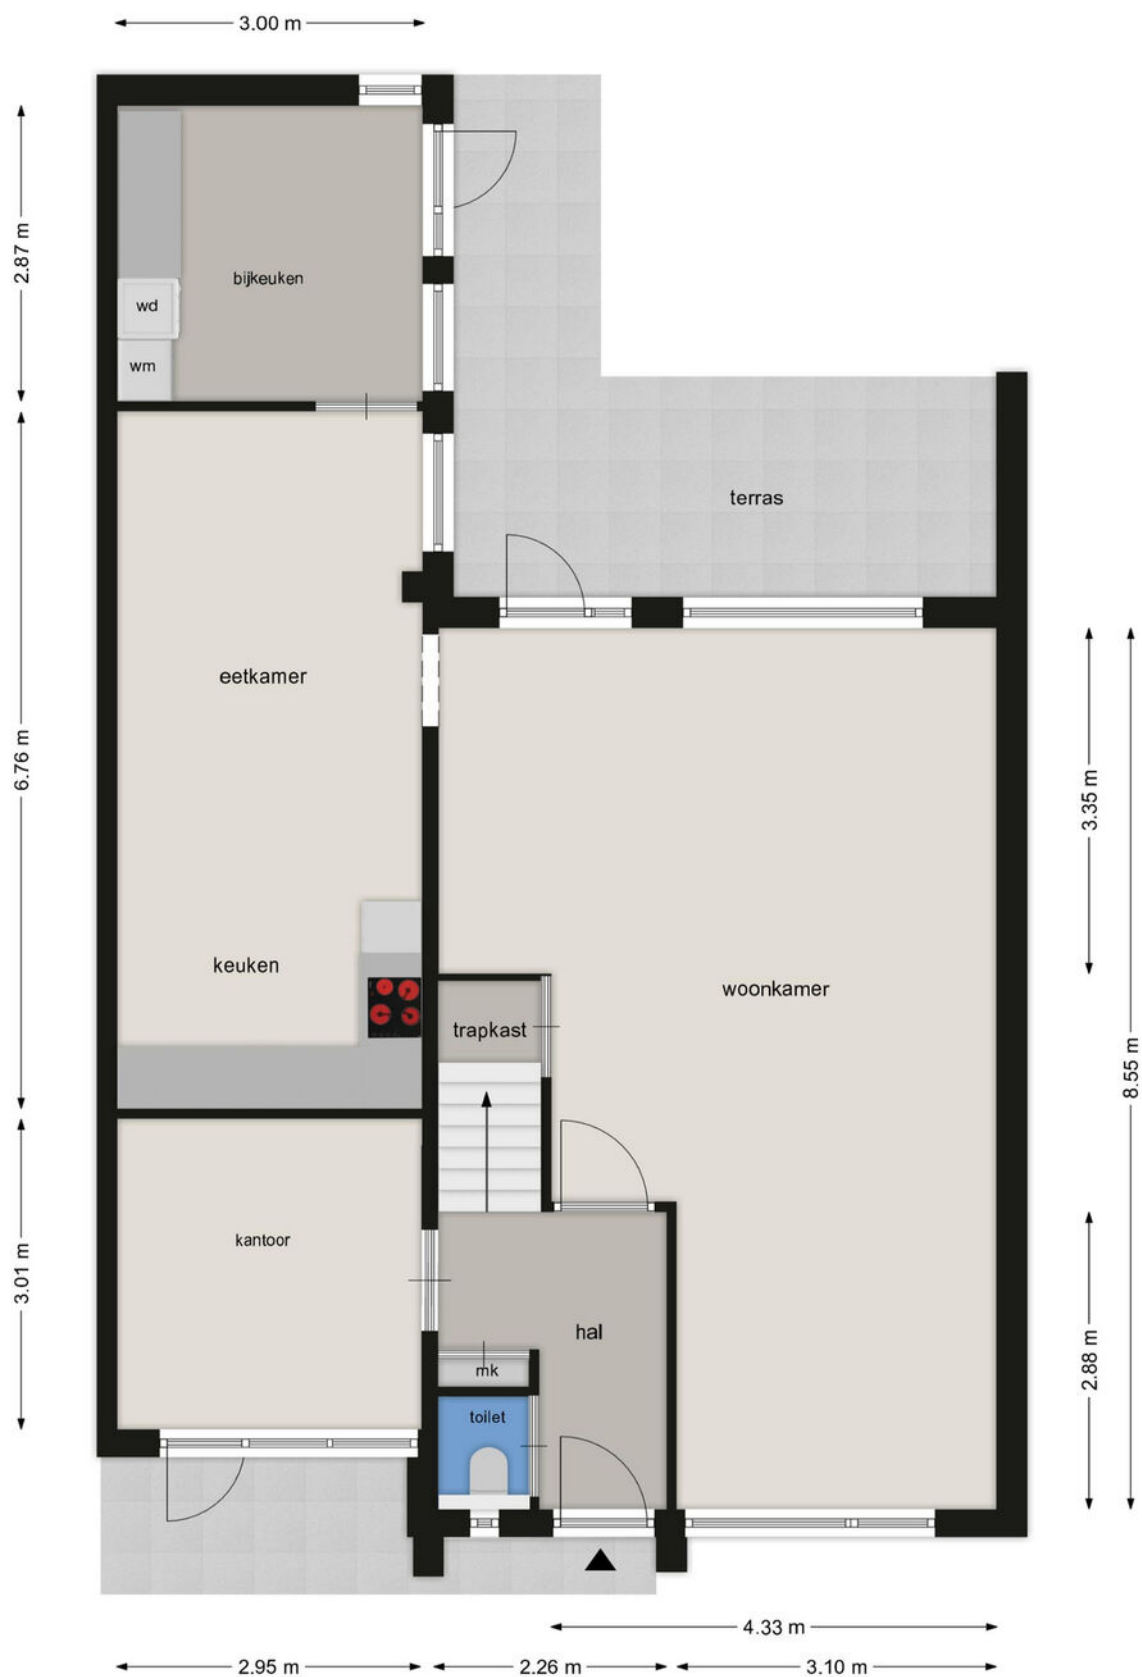 3.00 m
2.87 m
bijkeuken
wd
wm
terras
eetkamer
6.76 m
3.35 m
keuken
woonkamer
trapkast
8.55 m
kantoor
3.01 m
hal
2.88 m
mk
toilet
4.33 m
2.95 m
2.26 m
3.10 m